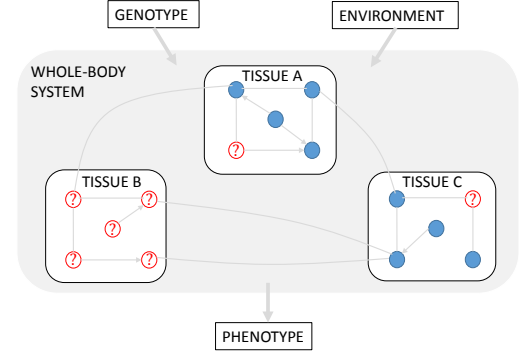 GENOTYPE
ENVIRONMENT
WHOLE-BODY
SYSTEM
TISSUE A
?
TISSUE B
? ?
?
? ?
TISSUE C
?
PHENOTYPE